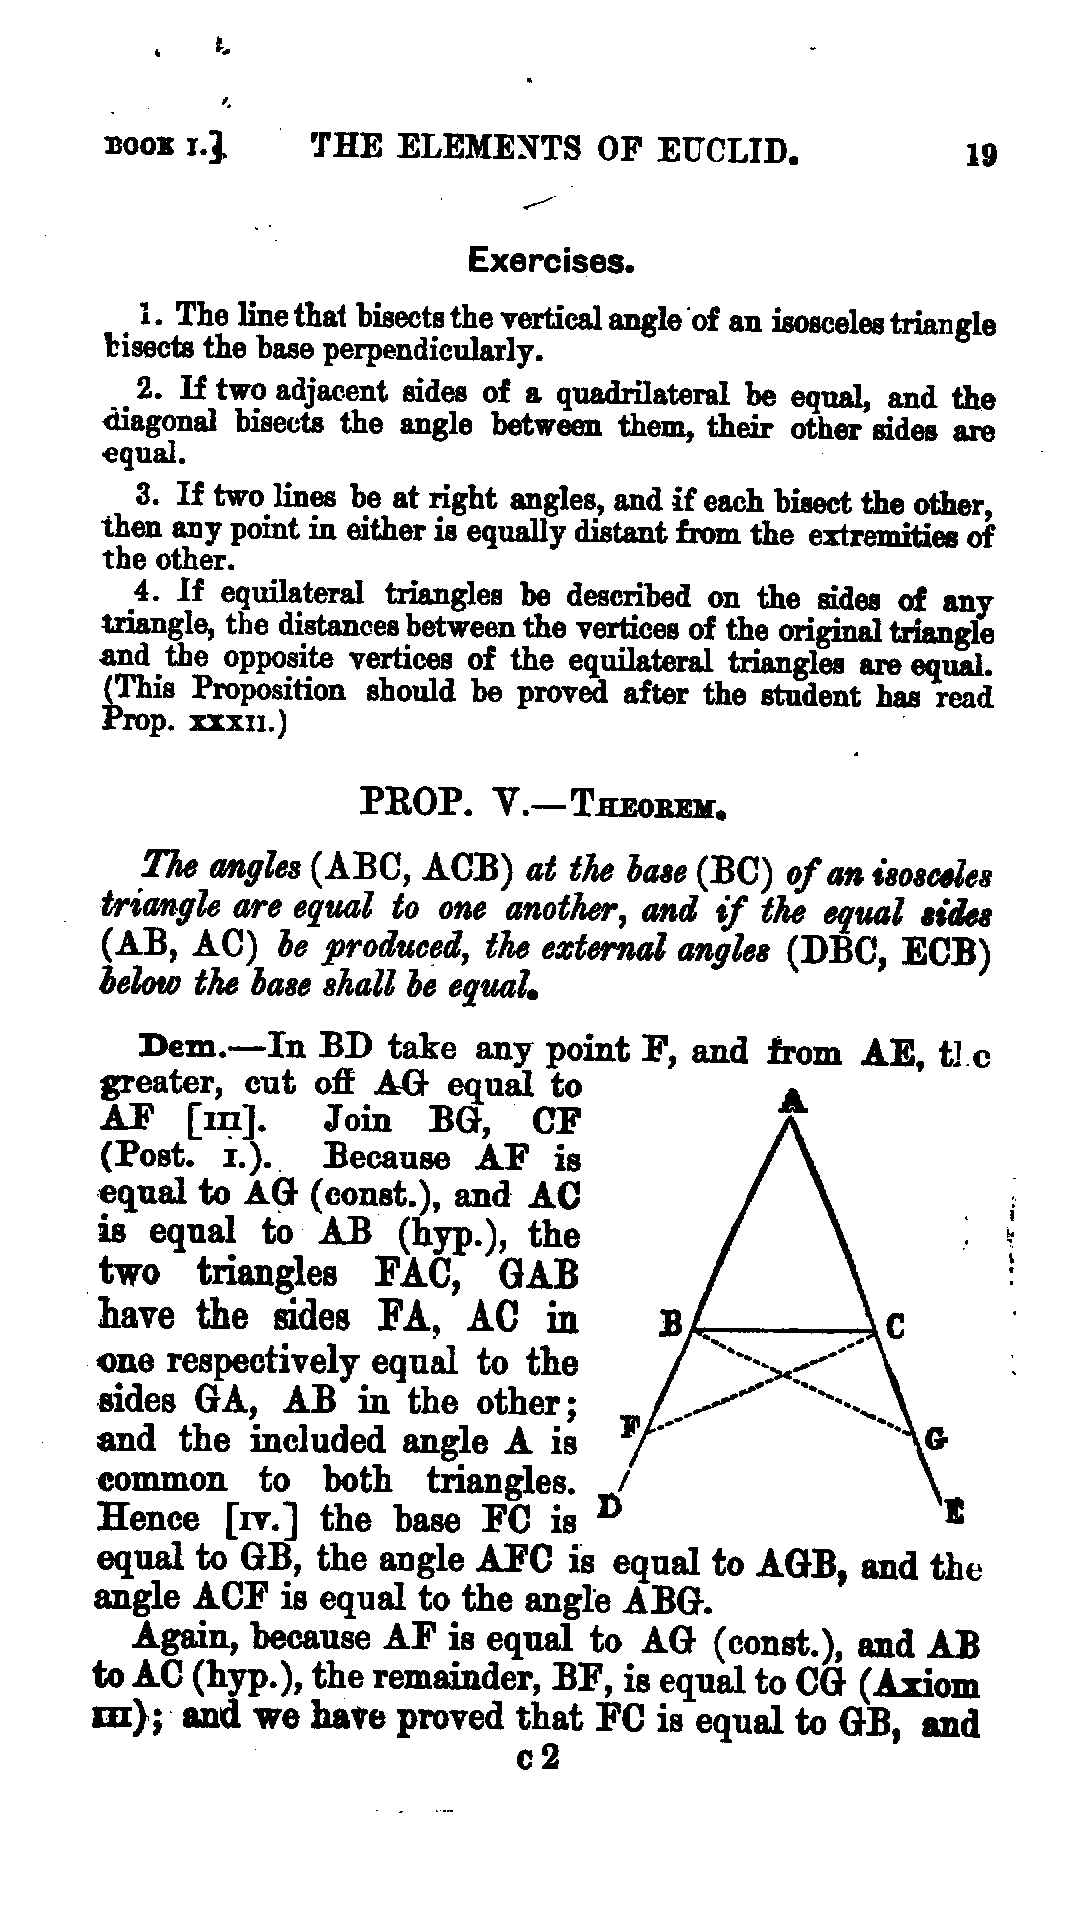 BOOK I.] THE ELEMENTS OF EUCLID. 19
Exercises.
1. The line that bisects the vertical angle of an isosceles triangle
bisects the base perpendicularly.
2. If two adjacent sides of a quadrilateral be equal, and the
diagonal bisects the angle between them, their other sides are
equal.
3. If two lines be at right angles, and if each bisect the other,
then any point in either is equally distant from the extremities of
the other.
4. If equilateral triangles be described on the sides of any
triangle, the distances between the vertices of the original triangle
and the opposite vertices of the equilateral triangles are equal.
(This Proposition should be proved after the student has read
Prop. XXXII.)
PROP. V.—THEOREM.
The angles (ABC, ACB) at the base (BC) of an isosceles
triangle are equal to one another, and if the equal sides
(AB, AC) be produced, the external angles (DBC, ECB)
below the base shall be equal.
Dem.—In BD take any point F, and from AE, the
greater, cut off AG equal to
AF [III]. Join BG, CF
(Post. I.). Because AF is
equal to AG (const.), and AC
is equal to AB (hyp.), the
two triangles FAC, GAB
have the sides FA, AC in
one respectively equal to the
sides GA, AB in the other;
and the included angle A is
common to both triangles.
Hence [IV.] the base FC is
equal to GB, the angle AFC is equal to AGB, and the
angle ACF is equal to the angle ABG.
A
B C
F G
D E
Again, because AF is equal to AG (const.), and AB
to AC (hyp.), the remainder, BF, is equal to CG (Axiom
III); and we have proved that FC is equal to GB, and
C 2